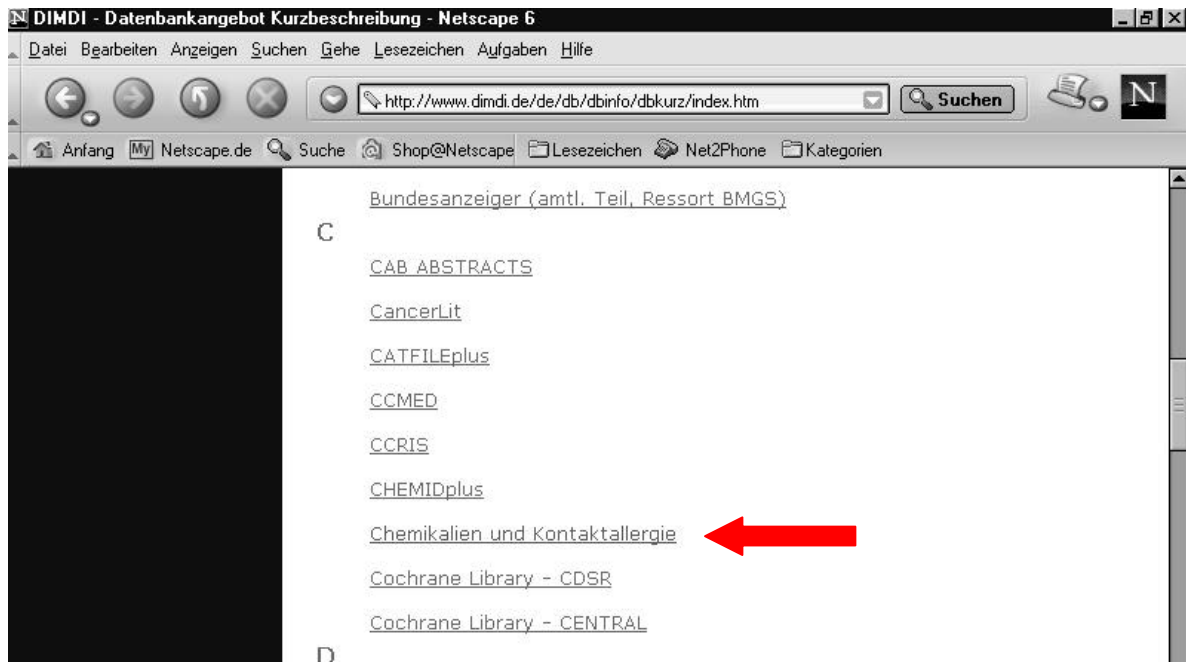 DIMDI - Datenbankangebot Kurzbeschreibung - Netscape 6
Datei Bearbeiten Anzeigen Suchen Gehe Lesezeichen Aufgaben Hilfe
http://www.dimdi.de/de/db/dbinfo/dbkurz/index.htm Suchen N
Anfang My Netscape.de Suche Shop@Netscape Lesezeichen Net2Phone Kategorien
Bundesanzeiger (amtl. Teil, Ressort BMGS)
C
CAB ABSTRACTS
CancerLit
CATFILEplus
CCMED
CCRIS
CHEMIDplus
Chemikalien und Kontaktallergie
Cochrane Library - CDSR
Cochrane Library - CENTRAL
D